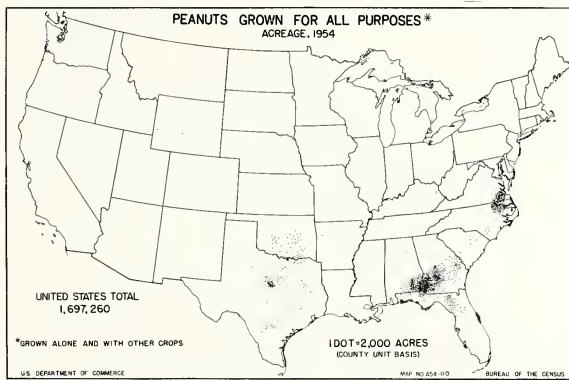 PEANUTS GROWN FOR ALL PURPOSES*
ACREAGE, 1954
UNITED STATES TOTAL
1,697,260
*GROWN ALONE AND WITH OTHER CROPS
1 DOT=2,000 ACRES
(COUNTY UNIT BASIS)
U.S. DEPARTMENT OF COMMERCE
MAP NO. A54-110
BUREAU OF THE CENSUS